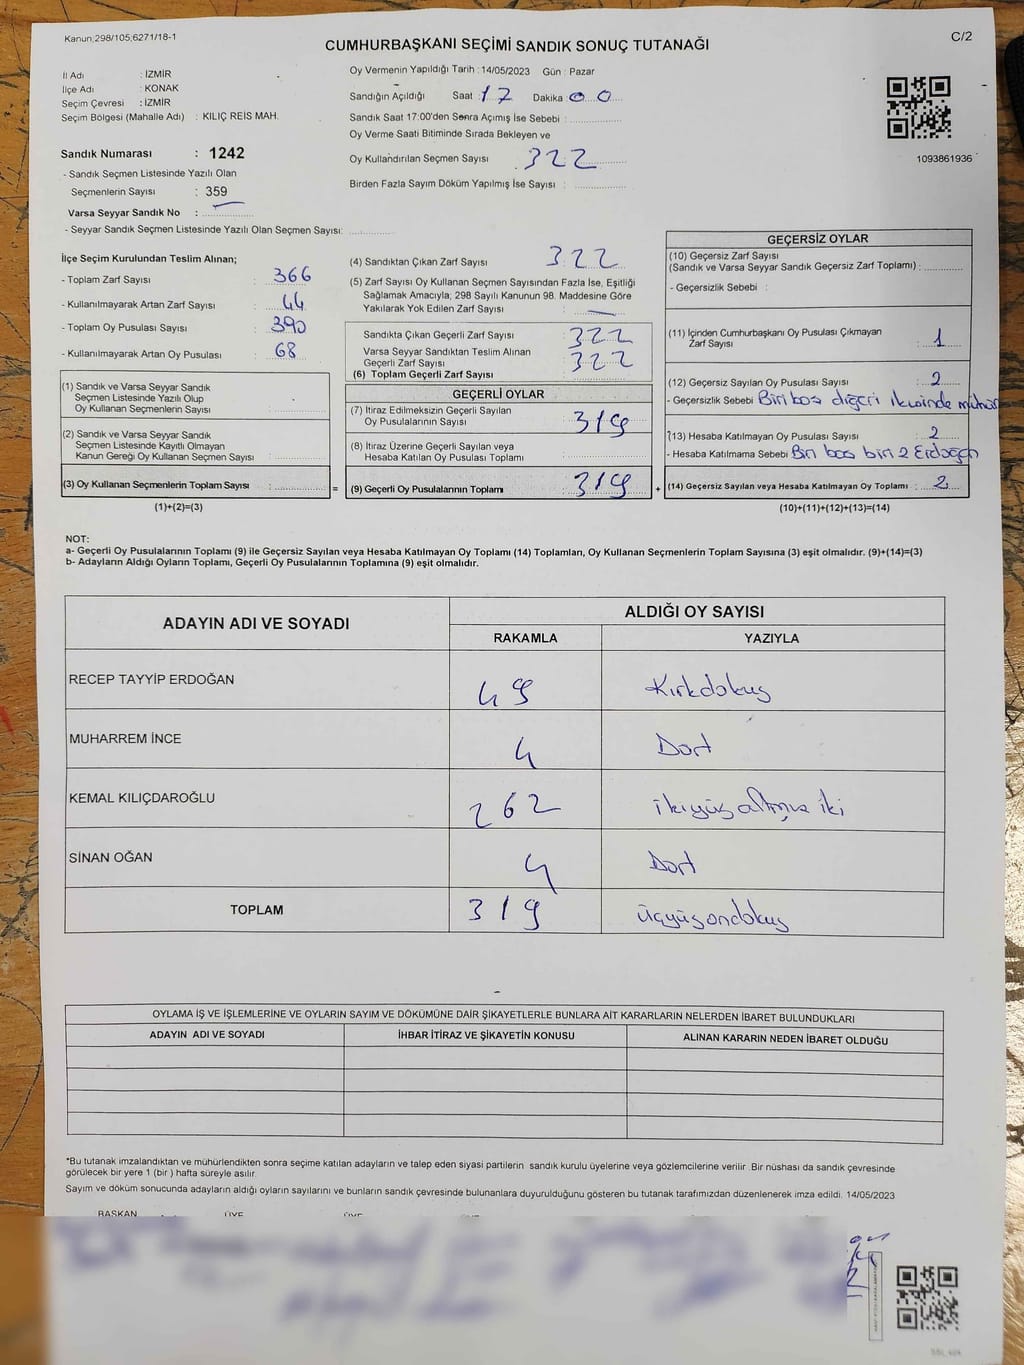 Kanun;298/105;6271/18-1
CUMHURBAŞKANI SEÇİMİ SANDIK SONUÇ TUTANAĞI
C/2
İl Adı : İZMİR
İlçe Adı : KONAK
Seçim Çevresi : İZMİR
Seçim Bölgesi (Mahalle Adı) : KILIÇ REİS MAH.
Sandık Numarası : 1242
- Sandık Seçmen Listesinde Yazılı Olan
Seçmenlerin Sayısı : 359
Varsa Seyyar Sandık No :
- Seyyar Sandık Seçmen Listesinde Yazılı Olan Seçmen Sayısı:
Oy Vermenin Yapıldığı Tarih : 14/05/2023 Gün : Pazar
Sandığın Açıldığı Saat 17 Dakika 00
Sandık Saat 17:00'den Sonra Açımış İse Sebebi :
Oy Verme Saati Bitiminde Sırada Bekleyen ve
Oy Kullandırılan Seçmen Sayısı 322
Birden Fazla Sayım Döküm Yapılmış İse Sayısı :
1093861936
İlçe Seçim Kurulundan Teslim Alınan;
- Toplam Zarf Sayısı : 366
- Kullanılmayarak Artan Zarf Sayısı : 44
- Toplam Oy Pusulası Sayısı : 390
- Kullanılmayarak Artan Oy Pusulası : 68
(1) Sandık ve Varsa Seyyar Sandık
Seçmen Listesinde Yazılı Olup
Oy Kullanan Seçmenlerin Sayısı :
(2) Sandık ve Varsa Seyyar Sandık
Seçmen Listesinde Kayıtlı Olmayan
Kanun Gereği Oy Kullanan Seçmen Sayısı :
(3) Oy Kullanan Seçmenlerin Toplam Sayısı :
(1)+(2)=(3)
(4) Sandıktan Çıkan Zarf Sayısı 322
(5) Zarf Sayısı Oy Kullanan Seçmen Sayısından Fazla İse, Eşitliği
Sağlamak Amacıyla; 298 Sayılı Kanunun 98. Maddesine Göre
Yakılarak Yok Edilen Zarf Sayısı : —
Sandıkta Çıkan Geçerli Zarf Sayısı 322
Varsa Seyyar Sandıktan Teslim Alınan
Geçerli Zarf Sayısı 322
(6) Toplam Geçerli Zarf Sayısı
GEÇERLİ OYLAR
(7) İtiraz Edilmeksizin Geçerli Sayılan
Oy Pusulalarının Sayısı 319
(8) İtiraz Üzerine Geçerli Sayılan veya
Hesaba Katılan Oy Pusulası Toplamı
= (9) Geçerli Oy Pusulalarının Toplamı 319 +
GEÇERSİZ OYLAR
(10) Geçersiz Zarf Sayısı
(Sandık ve Varsa Seyyar Sandık Geçersiz Zarf Toplamı) :
- Geçersizlik Sebebi :
(11) İçinden Cumhurbaşkanı Oy Pusulası Çıkmayan
Zarf Sayısı : 1
(12) Geçersiz Sayılan Oy Pusulası Sayısı : 2
- Geçersizlik Sebebi Biri boş diğeri ikisinde mühür
(13) Hesaba Katılmayan Oy Pusulası Sayısı : 2
- Hesaba Katılmama Sebebi Biri boş biri 2 Erdoğan
(14) Geçersiz Sayılan veya Hesaba Katılmayan Oy Toplamı : 2
(10)+(11)+(12)+(13)=(14)
NOT:
a- Geçerli Oy Pusulalarının Toplamı (9) ile Geçersiz Sayılan veya Hesaba Katılmayan Oy Toplamı (14) Toplamları, Oy Kullanan Seçmenlerin Toplam Sayısına (3) eşit olmalıdır. (9)+(14)=(3)
b- Adayların Aldığı Oyların Toplamı, Geçerli Oy Pusulalarının Toplamına (9) eşit olmalıdır.
ADAYIN ADI VE SOYADI
ALDIĞI OY SAYISI
RAKAMLA YAZIYLA
RECEP TAYYİP ERDOĞAN 49 Kırkdokuz
MUHARREM İNCE 4 Dört
KEMAL KILIÇDAROĞLU 262 ikiyüz altmış iki
SİNAN OĞAN 4 Dört
TOPLAM 319 üçyüzondokuz
OYLAMA İŞ VE İŞLEMLERİNE VE OYLARIN SAYIM VE DÖKÜMÜNE DAİR ŞİKAYETLERLE BUNLARA AİT KARARLARIN NELERDEN İBARET BULUNDUKLARI
ADAYIN ADI VE SOYADI İHBAR İTİRAZ VE ŞİKAYETİN KONUSU ALINAN KARARIN NEDEN İBARET OLDUĞU
*Bu tutanak imzalandıktan ve mühürlendikten sonra seçime katılan adayların ve talep eden siyasi partilerin sandık kurulu üyelerine veya gözlemcilerine verilir. Bir nüshası da sandık çevresinde
görülecek bir yere 1 (bir ) hafta süreyle asılır.
Sayım ve döküm sonucunda adayların aldığı oyların sayılarını ve bunların sandık çevresinde bulunanlara duyurulduğunu gösteren bu tutanak tarafımızdan düzenlenerek imza edildi. 14/05/2023
BAŞKAN ÜYE ÜYE